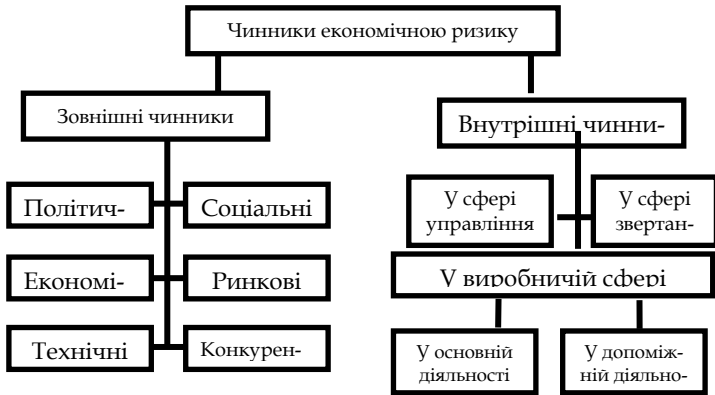 Чинники економічною ризику
Зовнішні чинники
Внутрішні чинни-
Політич-
Соціальні
У сфері
управління
У сфері
звертан-
Економі-
Ринкові
У виробничій сфері
Технічні
Конкурен-
У основній
діяльності
У допоміж-
ній діяльно-